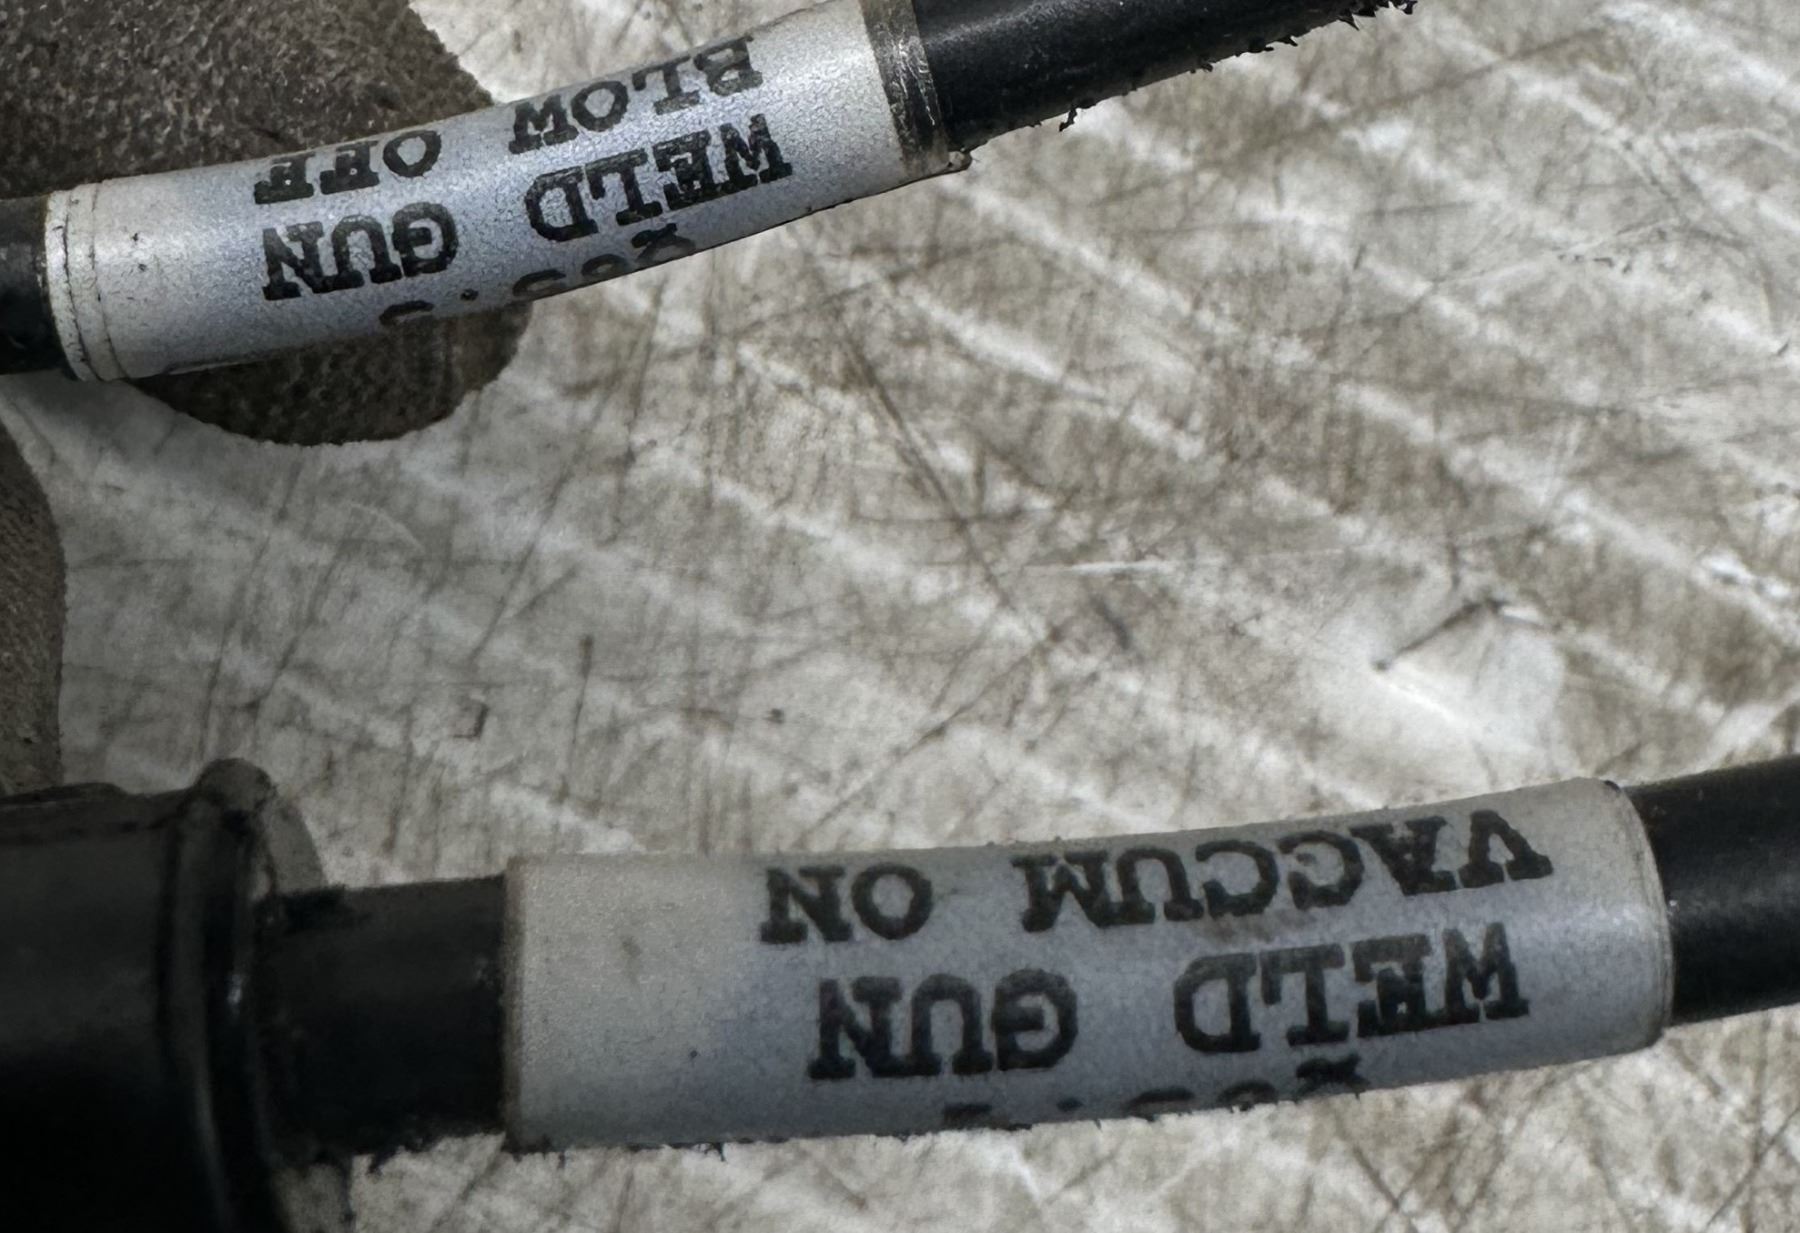 WELD GUN
VACCUM ON
WELD GUN
BLOW OFF